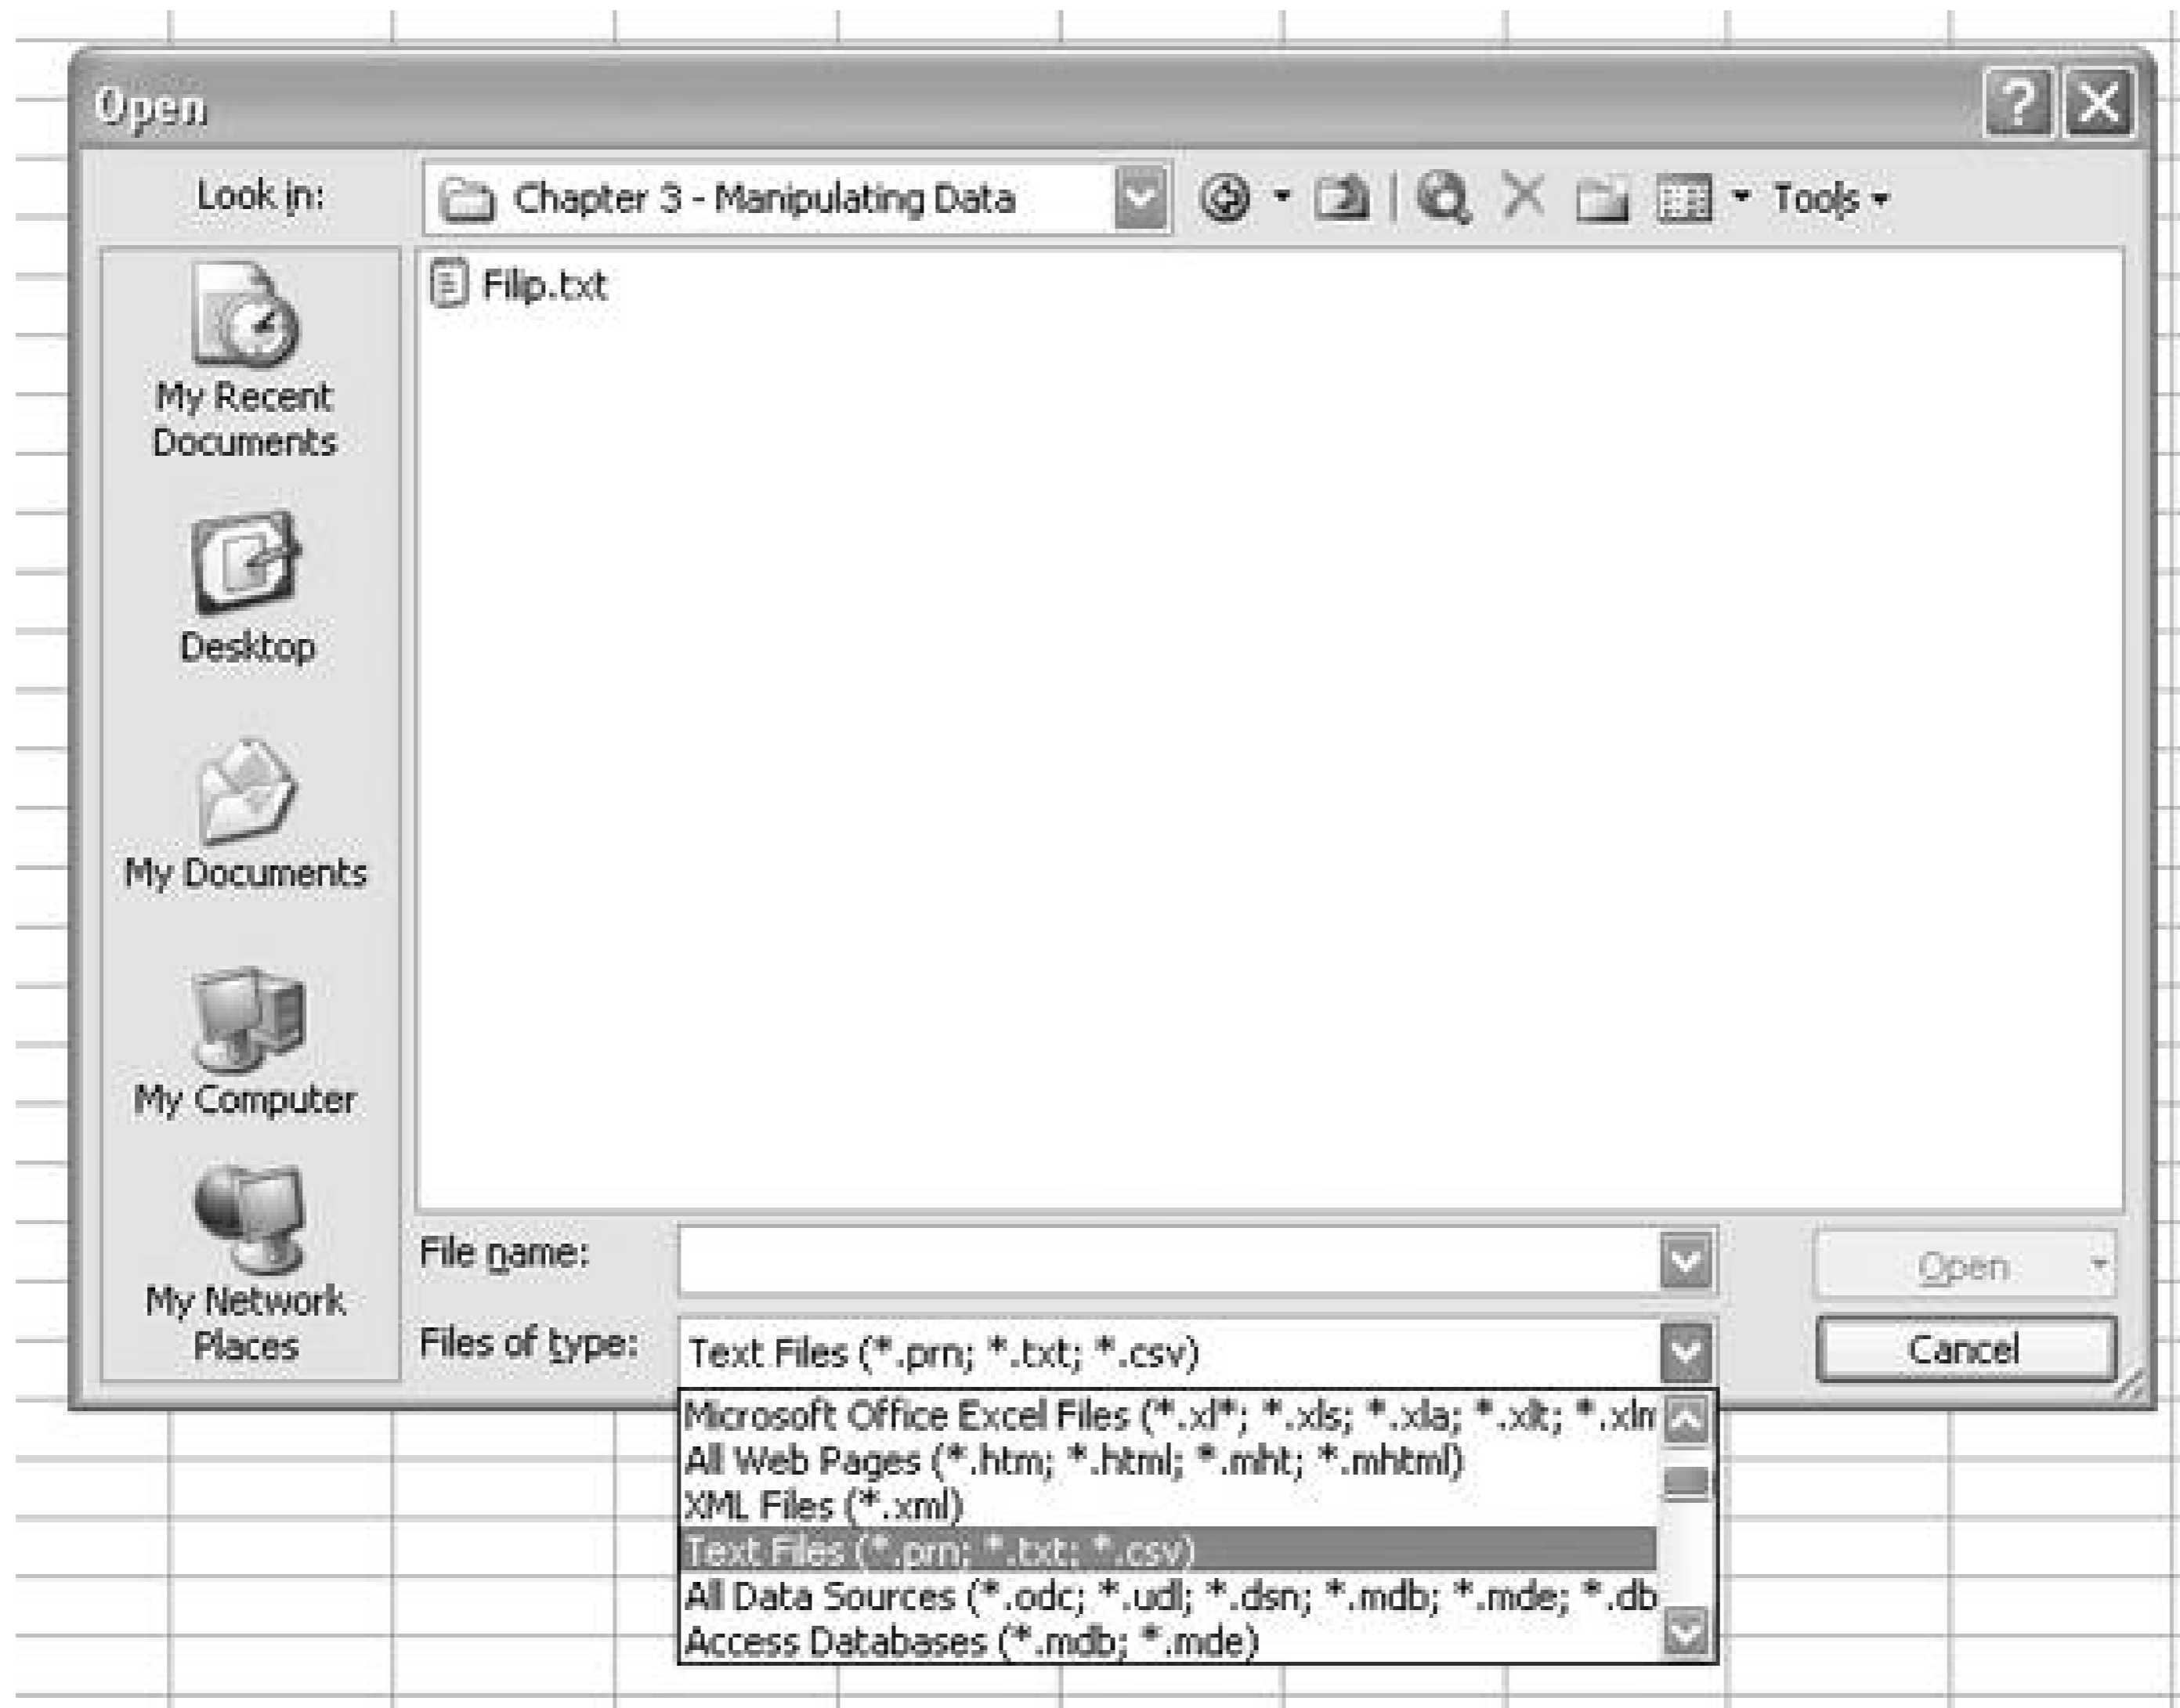 Open
Look in:
Chapter 3 - Manipulating Data
Tools
Filip.txt
My Recent
Documents
Desktop
My Documents
My Computer
My Network
Places
File name:
Open
Files of type:
Text Files (*.prn; *.txt; *.csv)
Cancel
Microsoft Office Excel Files (*.xl*; *.xls; *.xla; *.xlt; *.xlm
All Web Pages (*.htm; *.html; *.mht; *.mhtml)
XML Files (*.xml)
Text Files (*.prn; *.txt; *.csv)
All Data Sources (*.odc; *.udl; *.dsn; *.mdb; *.mde; *.db
Access Databases (*.mdb; *.mde)